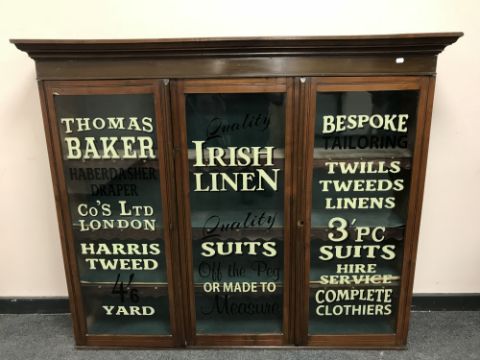 THOMAS
BAKER
HABERDASHER
DRAPER
Co's LTD
LONDON
HARRIS
TWEED
4'6
YARD
Quality
IRISH
LINEN
Quality
SUITS
Off the Peg
OR MADE TO
Measure
BESPOKE
TAILORING
TWILLS
TWEEDS
LINENS
3'PC
SUITS
HIRE
SERVICE
COMPLETE
CLOTHIERS